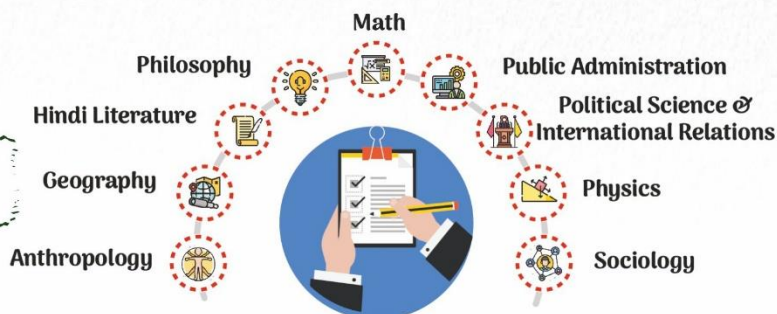 Math
Philosophy
Public Administration
Hindi Literature
Political Science &
International Relations
Geography
Physics
Anthropology
Sociology